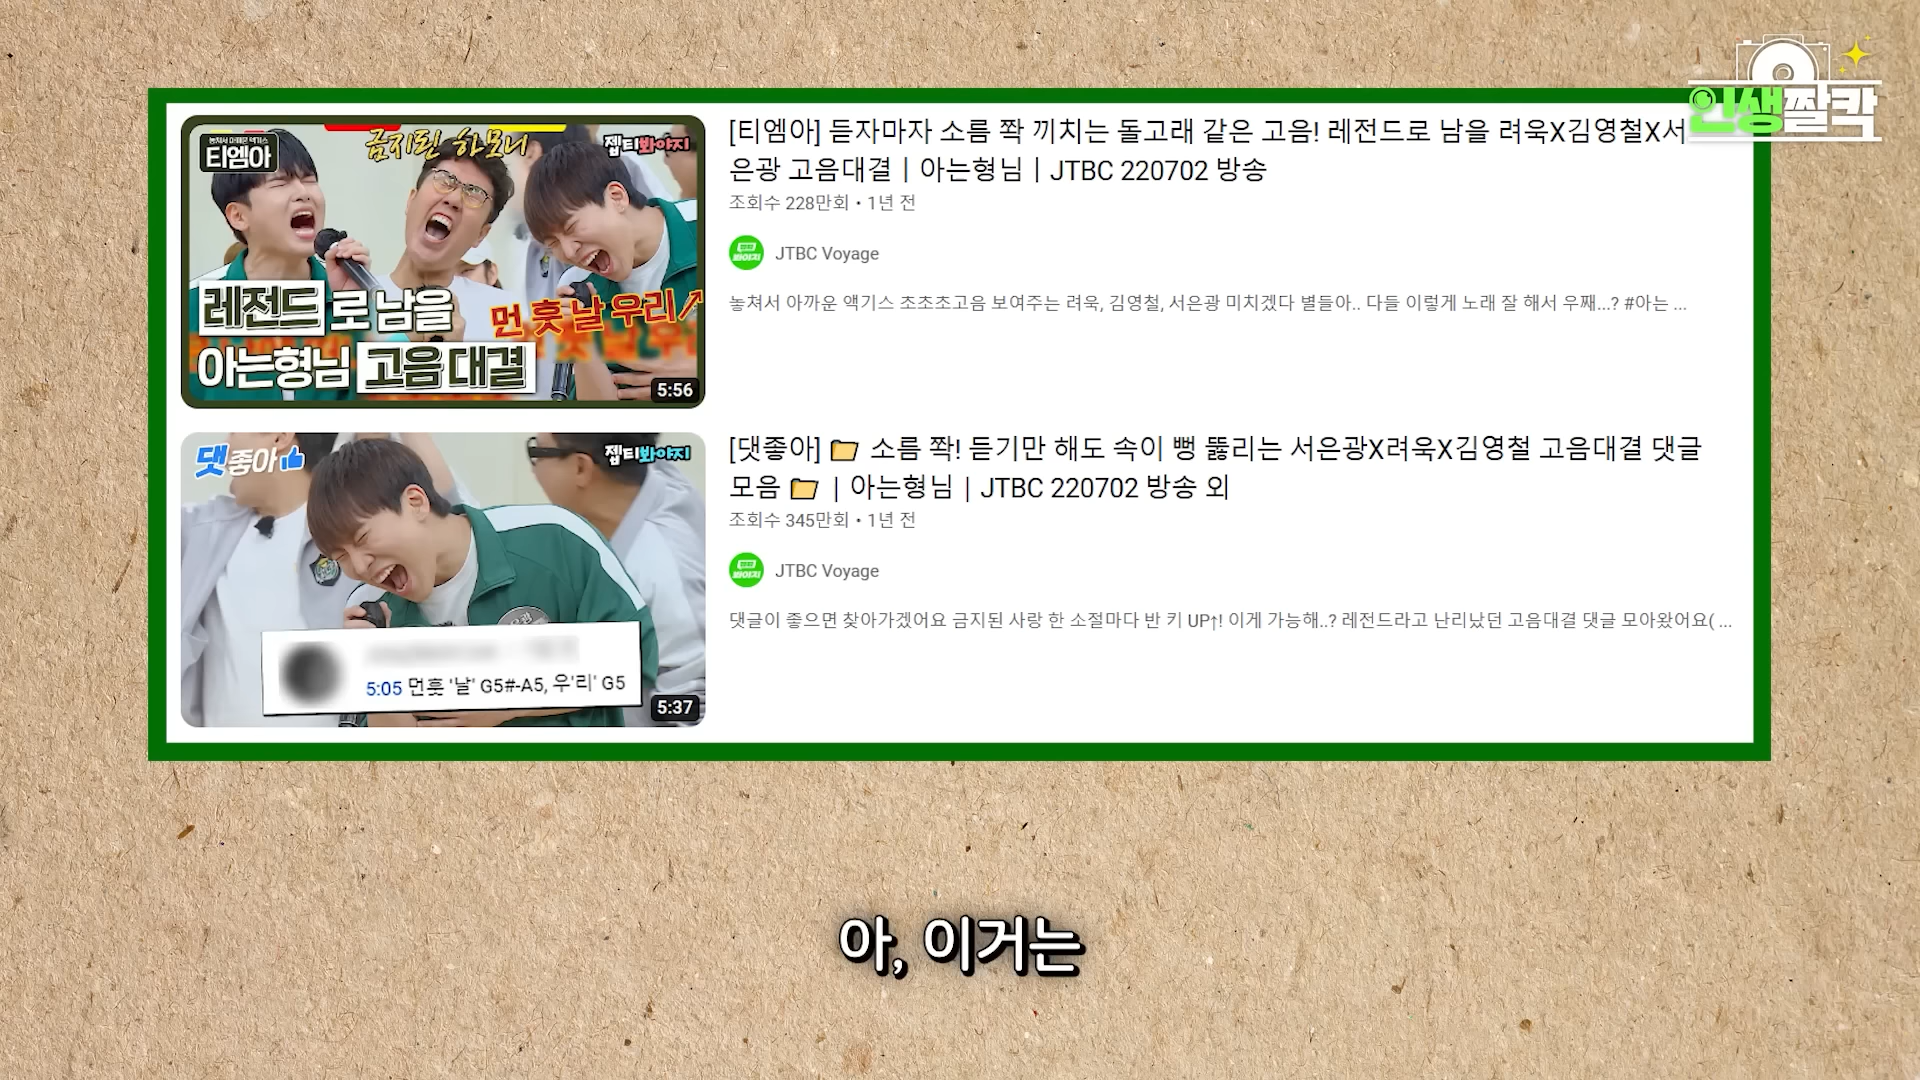 인생짤칵
놓쳐서 아까운 액기스
티엠아
금지된 하모니
젭티봐야지
레전드로 남을
먼 훗날 우리↗
아는형님 고음대결
5:56
[티엠아] 듣자마자 소름 쫙 끼치는 돌고래 같은 고음! 레전드로 남을 려욱X김영철X서
은광 고음대결 | 아는형님 | JTBC 220702 방송
조회수 228만회 • 1년 전
JTBC Voyage
놓쳐서 아까운 액기스 초초초고음 보여주는 려욱, 김영철, 서은광 미치겠다 별들아.. 다들 이렇게 노래 잘 해서 우째...? #아는 ...
댓좋아
젭티봐야지
5:05 먼훗 '날' G5#-A5, 우'리' G5
5:37
[댓좋아] 📁 소름 쫙! 듣기만 해도 속이 뻥 뚫리는 서은광X려욱X김영철 고음대결 댓글
모음 📁 | 아는형님 | JTBC 220702 방송 외
조회수 345만회 • 1년 전
JTBC Voyage
댓글이 좋으면 찾아가겠어요 금지된 사랑 한 소절마다 반 키 UP↑! 이게 가능해..? 레전드라고 난리났던 고음대결 댓글 모아왔어요( ...
아, 이거는